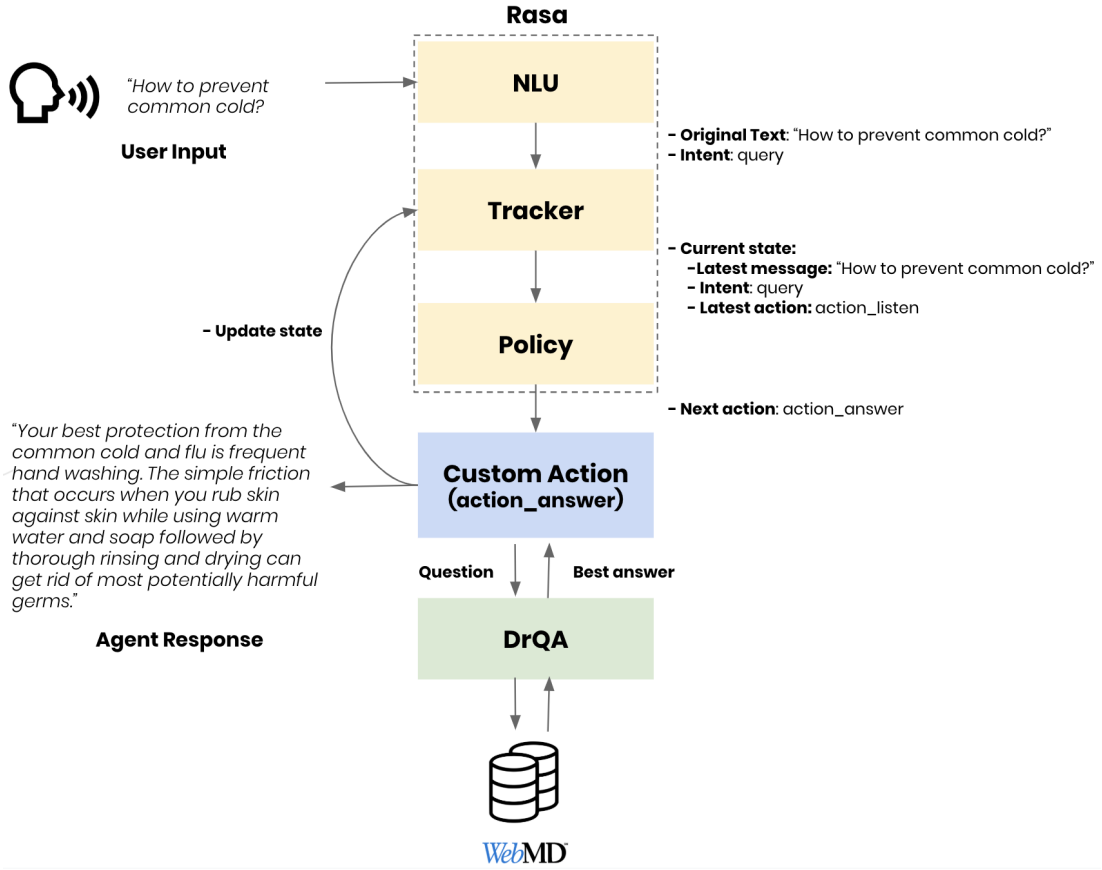 Rasa
NLU
“How to prevent
common cold?
User Input
- Original Text: “How to prevent common cold?”
- Intent: query
Tracker
- Current state:
-Latest message: “How to prevent common cold?”
- Intent: query
- Latest action: action_listen
- Update state
Policy
- Next action: action_answer
“Your best protection from the
common cold and flu is frequent
hand washing. The simple friction
that occurs when you rub skin
against skin while using warm
water and soap followed by
thorough rinsing and drying can
get rid of most potentially harmful
germs.”
Agent Response
Custom Action
(action_answer)
Question
Best answer
DrQA
WebMD